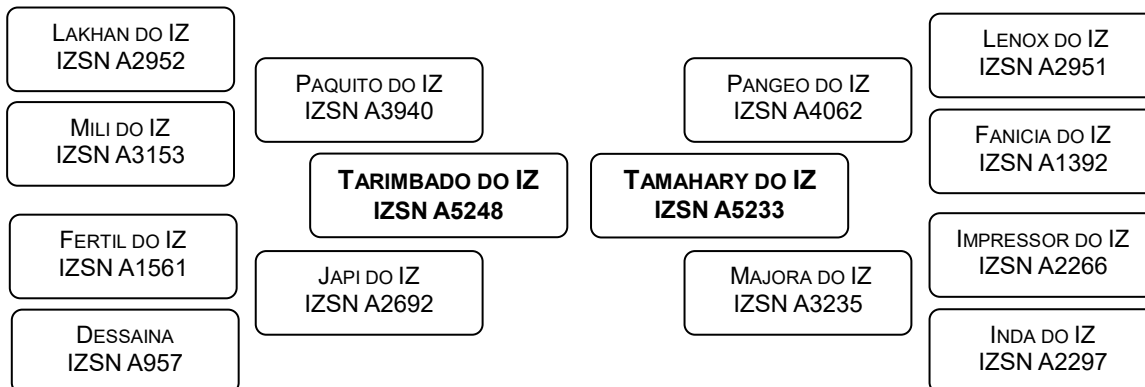 LAKHAN DO IZ
IZSN A2952
MILI DO IZ
IZSN A3153
FERTIL DO IZ
IZSN A1561
DESSAINA
IZSN A957
PAQUITO DO IZ
IZSN A3940
JAPI DO IZ
IZSN A2692
TARIMBADO DO IZ
IZSN A5248
TAMAHARY DO IZ
IZSN A5233
PANGEO DO IZ
IZSN A4062
MAJORA DO IZ
IZSN A3235
LENOX DO IZ
IZSN A2951
FANICIA DO IZ
IZSN A1392
IMPRESSOR DO IZ
IZSN A2266
INDA DO IZ
IZSN A2297